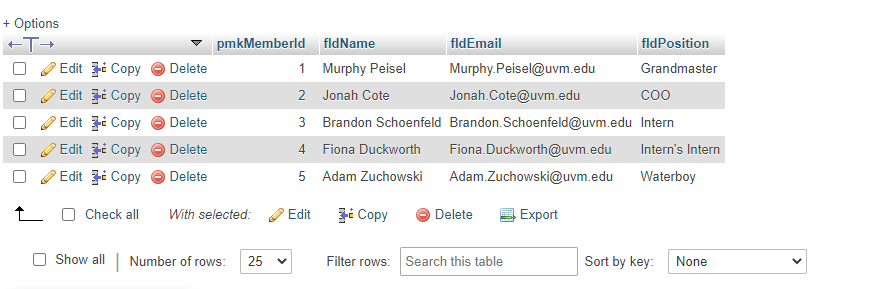 + Options
pmkMemberId fldName fldEmail fldPosition
Edit Copy Delete 1 Murphy Peisel Murphy.Peisel@uvm.edu Grandmaster
Edit Copy Delete 2 Jonah Cote Jonah.Cote@uvm.edu COO
Edit Copy Delete 3 Brandon Schoenfeld Brandon.Schoenfeld@uvm.edu Intern
Edit Copy Delete 4 Fiona Duckworth Fiona.Duckworth@uvm.edu Intern's Intern
Edit Copy Delete 5 Adam Zuchowski Adam.Zuchowski@uvm.edu Waterboy
Check all With selected: Edit Copy Delete Export
Show all Number of rows: 25 Filter rows: Search this table Sort by key: None